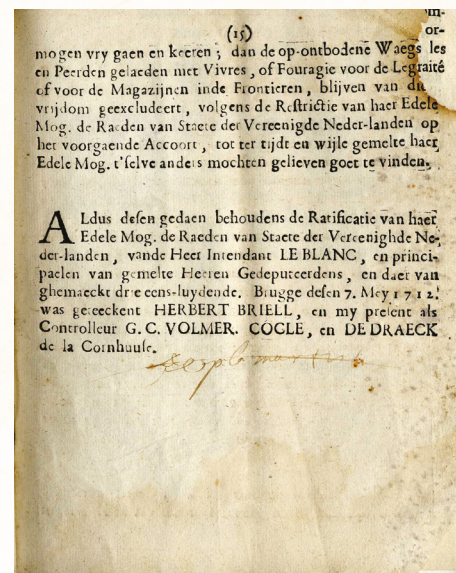 (15)
or-
mogen vry gaen en keeren; dan de op-ontbodene Waegs les
en Peerden gelaeden met Vivres, of Fouragie voor de Legraité
of voor de Magazijnen inde Frontieren, blijven van dit
vrijdom geexcludeert, volgens de Restrictie van haer Edele
Mog. de Raeden van Staete der Vereenigde Neder-landen op
het voorgaende Accoort, tot ter tijdt en wijle gemelte haer
Edele Mog. t'selve anders mochten gelieven goet te vinden.
ALdus desen gedaen behoudens de Ratificatie van haer
Edele Mog. de Raeden van Staete der Vereenighde Ne-
der-landen, vande Heer Intendant LE BLANC, en princi-
paelen van gemelte Heeren Gedeputeerdens, en daer van
ghemaeckt drie eens-luydende. Brugge desen 7. Mey 1712.
was geteeckent HERBERT BRIELL, en my present als
Controlleur G. C. VOLMER. COCLE, en DE DRAECK
de la Cornhuuse.